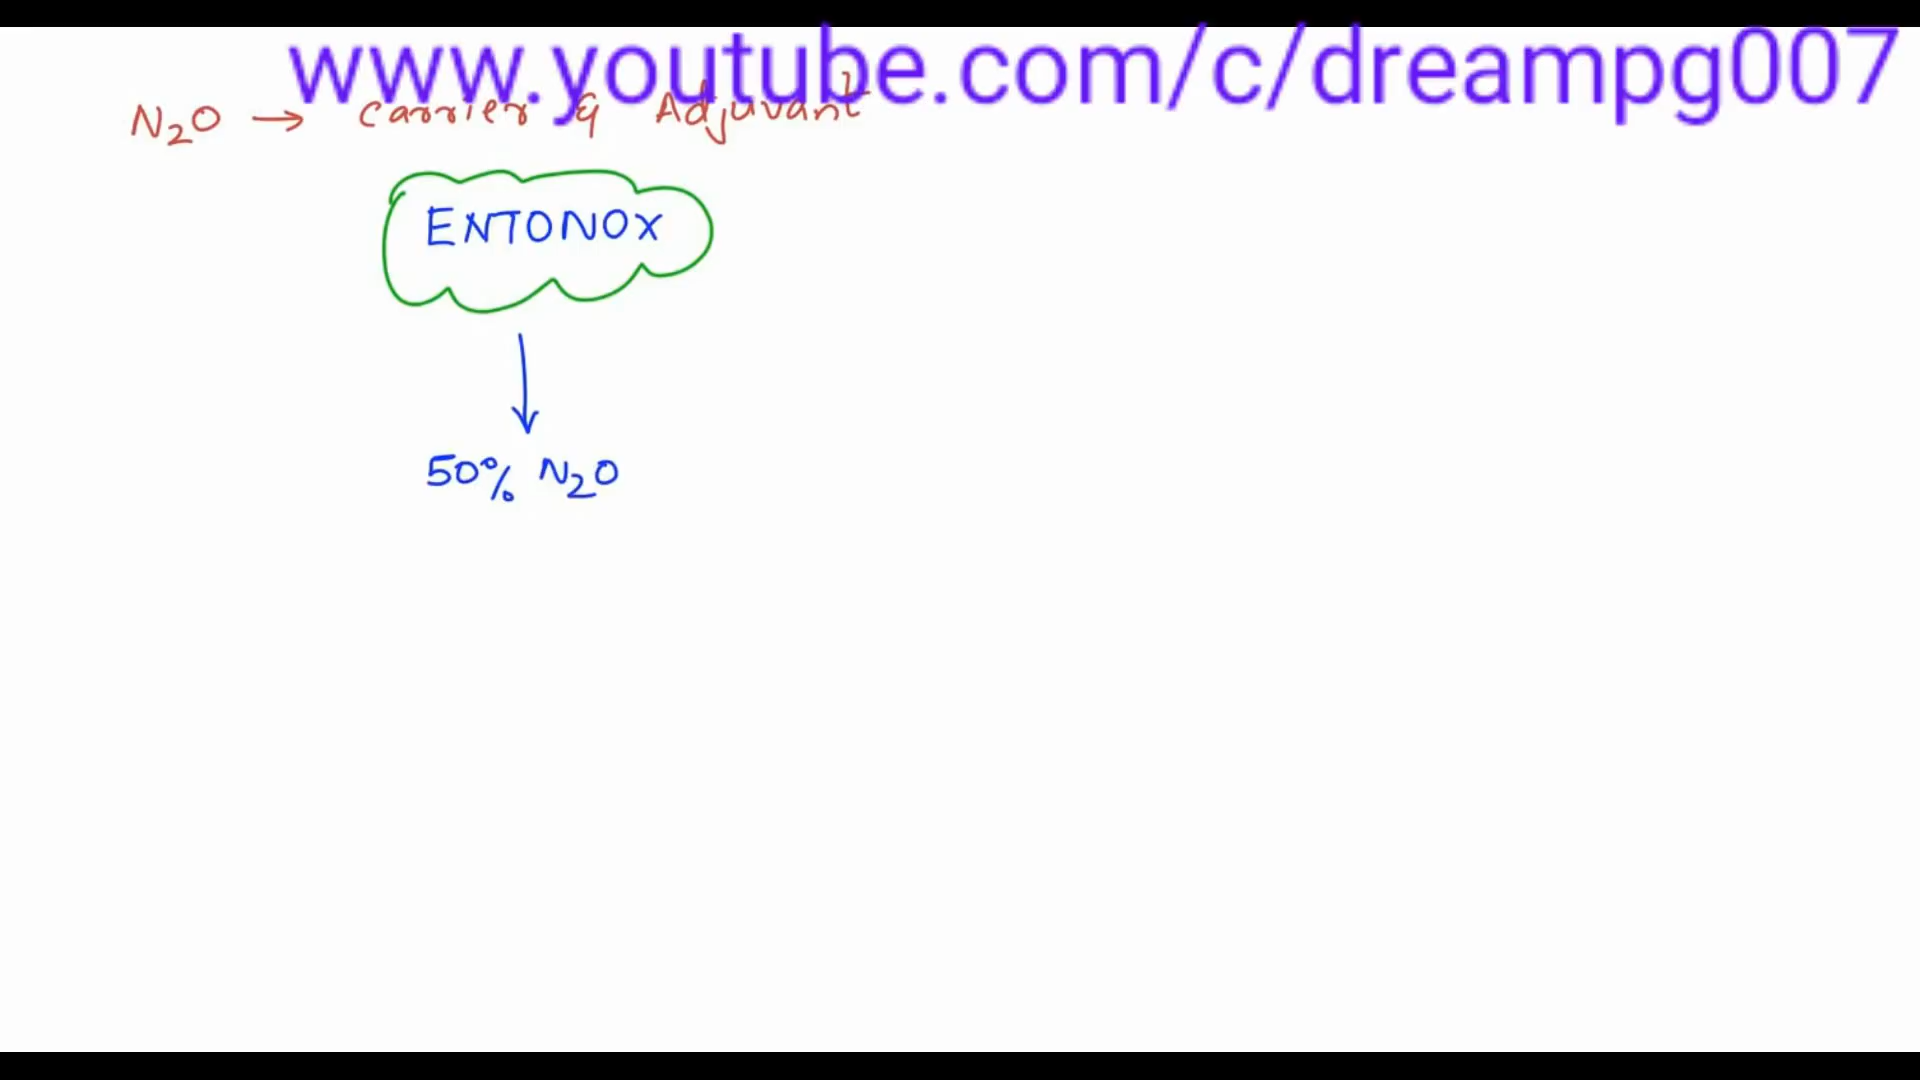 www.youtube.com/c/dreampg007
N₂O → Carrier & Adjuvant
ENTONOX
50% N₂O